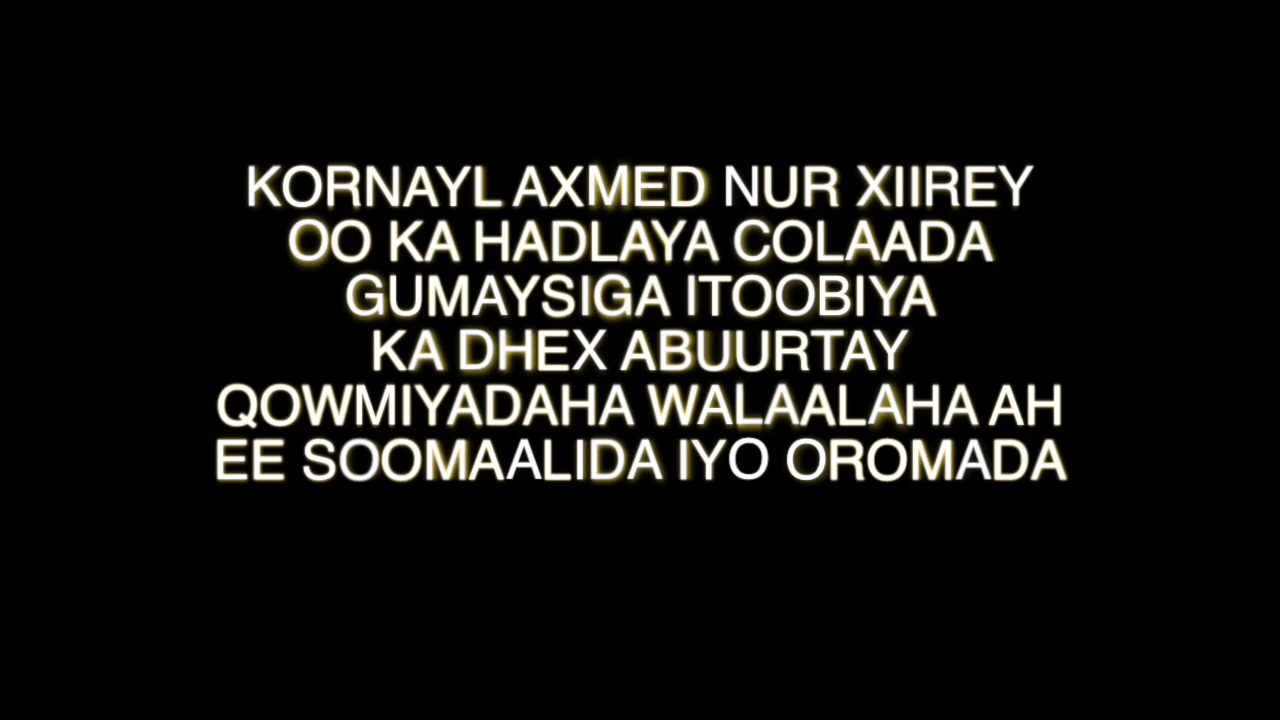 KORNAYL AXMED NUR XIIREY
OO KA HADLAYA COLAADA
GUMAYSIGA ITOOBIYA
KA DHEX ABUURTAY
QOWMIYADAHA WALAALAHA AH
EE SOOMAALIDA IYO OROMADA